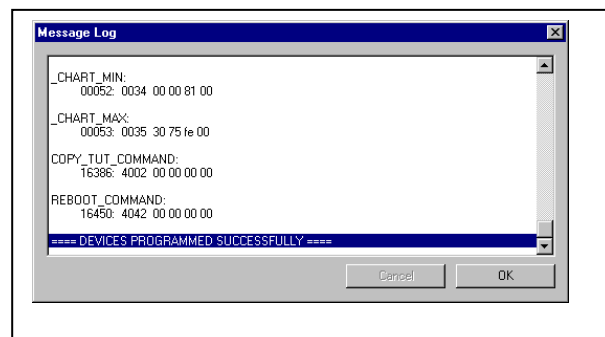 Message Log
_CHART_MIN:
00052: 0034 00 00 81 00
_CHART_MAX:
00053: 0035 30 75 fe 00
COPY_TUT_COMMAND:
16386: 4002 00 00 00 00
REBOOT_COMMAND:
16450: 4042 00 00 00 00
==== DEVICES PROGRAMMED SUCCESSFULLY ====
Cancel OK